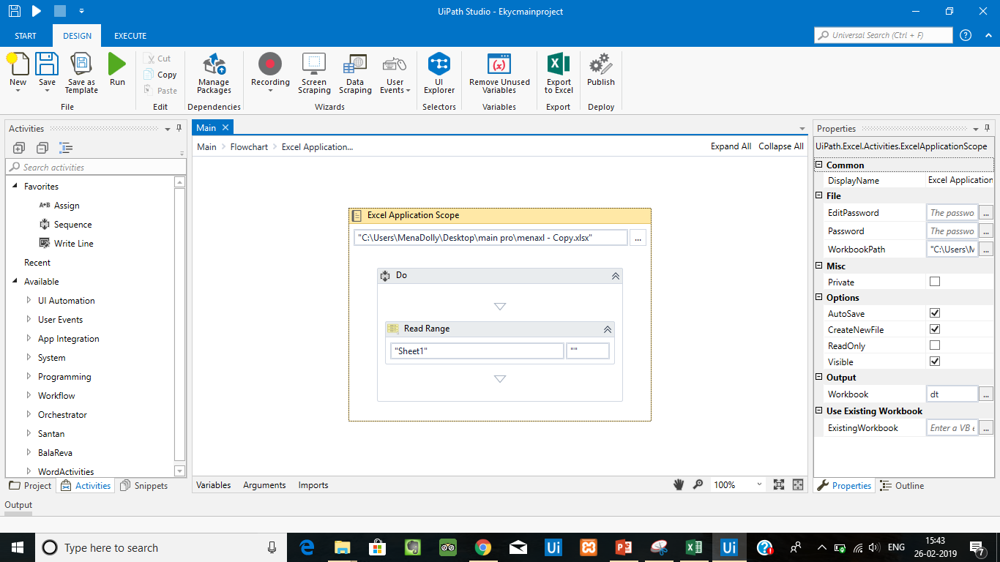 UiPath Studio - Ekycmainproject
START DESIGN EXECUTE
Universal Search (Ctrl + F)
New
Save
Save as Template
Run
File
Cut
Copy
Paste
Edit
Manage Packages
Dependencies
Recording
Screen Scraping
Data Scraping
User Events
Wizards
UI Explorer
Selectors
Remove Unused Variables
Variables
Export to Excel
Export
Publish
Deploy
Activities
Search activities
Favorites
A+B Assign
Sequence
Write Line
Recent
Available
UI Automation
User Events
App Integration
System
Programming
Workflow
Orchestrator
Santan
BalaReva
WordActivities
Project Activities Snippets
Output
Main
Main > Flowchart > Excel Application...
Expand All Collapse All
Excel Application Scope
"C:\Users\MenaDolly\Desktop\main pro\menaxl - Copy.xlsx" ...
Do
Read Range
"Sheet1" ""
Variables Arguments Imports
100%
Properties
UiPath.Excel.Activities.ExcelApplicationScope
Common
DisplayName Excel Application
File
EditPassword The passwo ...
Password The passwo ...
WorkbookPath "C:\Users\M ...
Misc
Private
Options
AutoSave
CreateNewFile
ReadOnly
Visible
Output
Workbook dt ...
Use Existing Workbook
ExistingWorkbook Enter a VB e ...
Properties Outline
Type here to search
ENG
15:43
26-02-2019
7